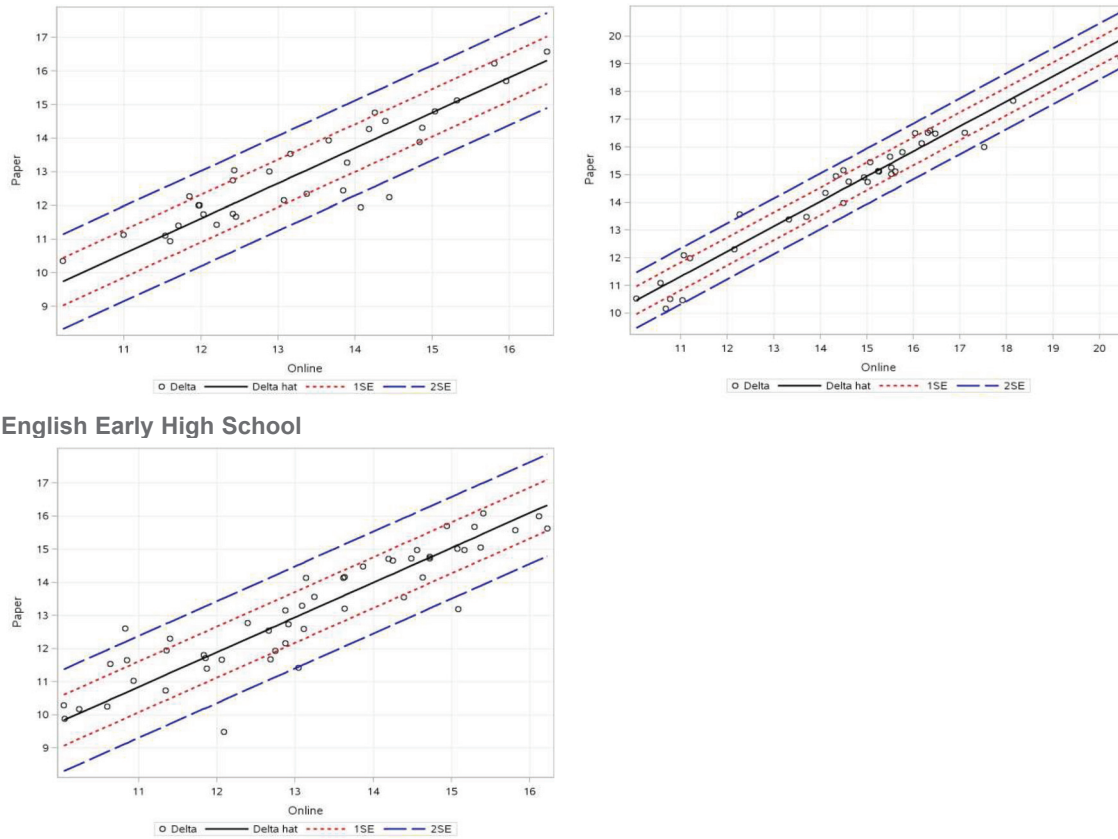 17
16
15
14
13
12
11
10
9
Paper
11 12 13 14 15 16
Online
Delta Delta hat 1SE 2SE
20
19
18
17
16
15
14
13
12
11
10
Paper
11 12 13 14 15 16 17 18 19 20
Online
Delta Delta hat 1SE 2SE
English Early High School
17
16
15
14
13
12
11
10
9
Paper
11 12 13 14 15 16
Online
Delta Delta hat 1SE 2SE